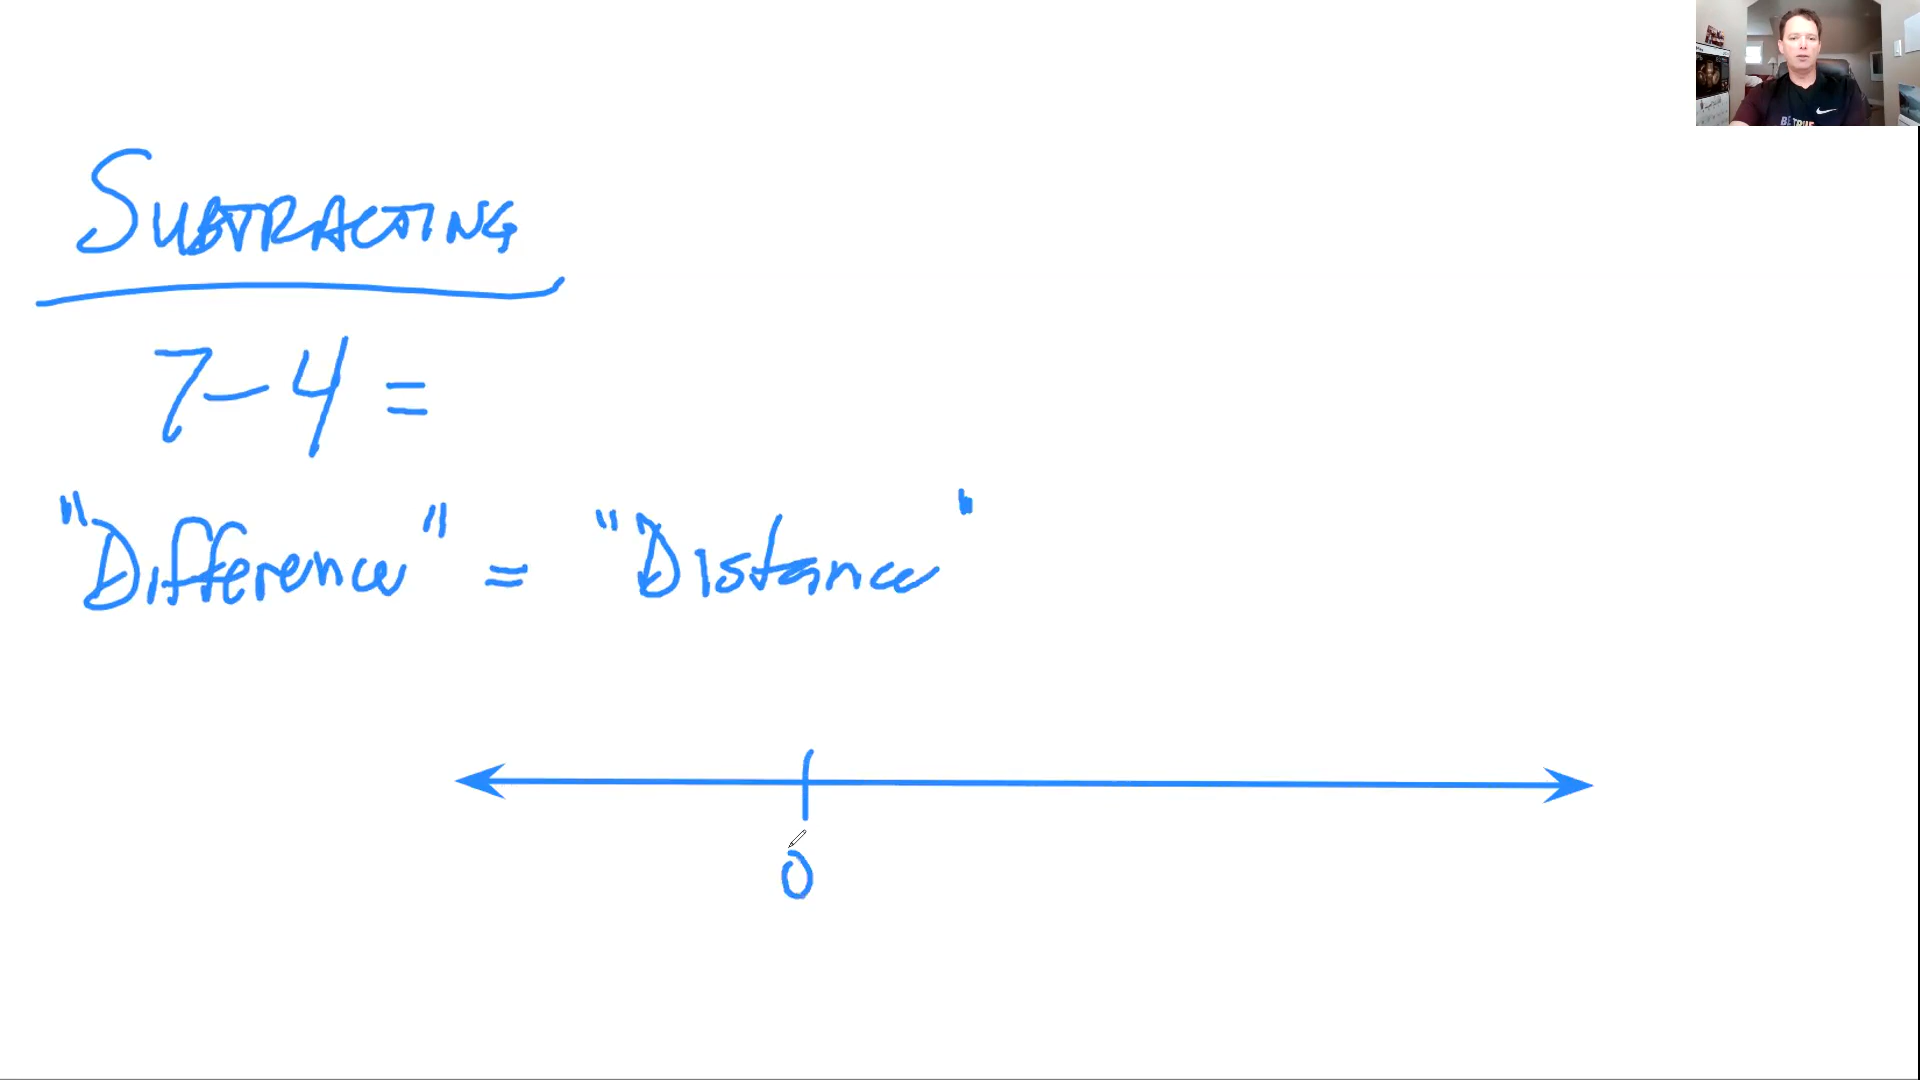 SUBTRACTING
7-4=
"Difference" = "Distance"
0